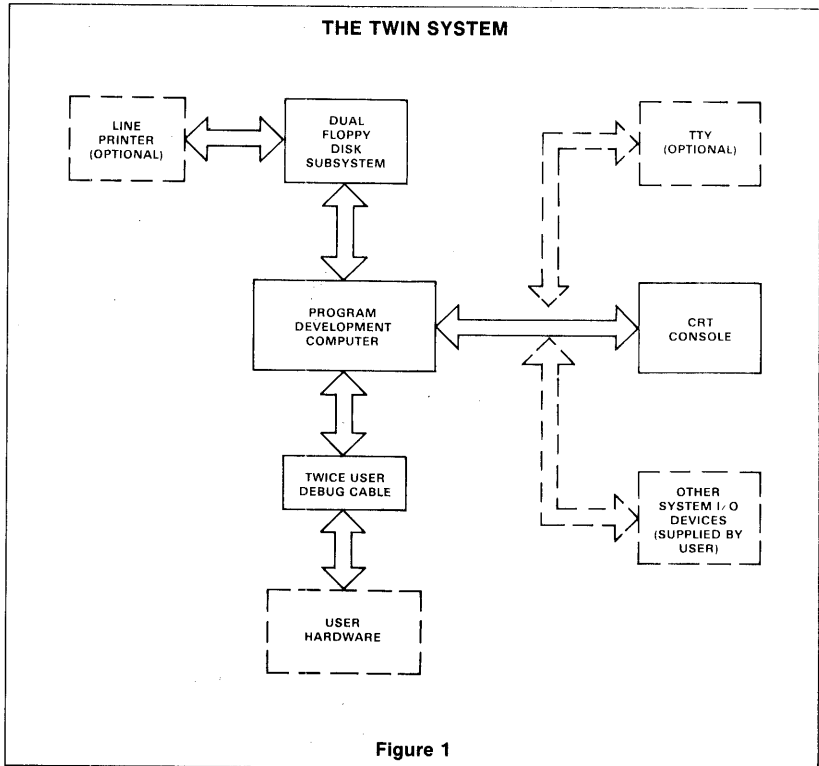 THE TWIN SYSTEM
LINE
PRINTER
(OPTIONAL)
DUAL
FLOPPY
DISK
SUBSYSTEM
TTY
(OPTIONAL)
PROGRAM
DEVELOPMENT
COMPUTER
CRT
CONSOLE
TWICE USER
DEBUG CABLE
OTHER
SYSTEM I/O
DEVICES
(SUPPLIED BY
USER)
USER
HARDWARE
Figure 1